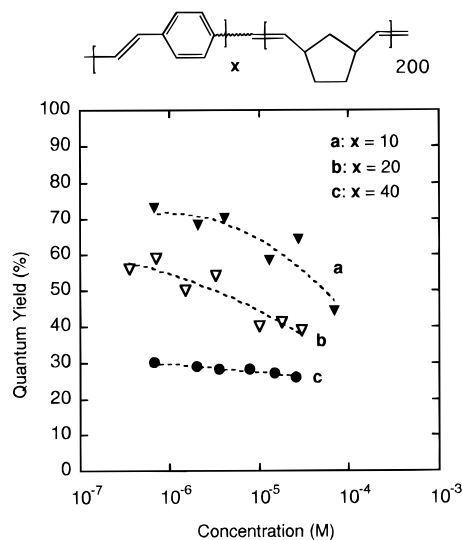 x
200
100
90
80
70
60
50
40
30
20
10
0
Quantum Yield (%)
a: x = 10
b: x = 20
c: x = 40
a
b
c
10-7 10-6 10-5 10-4 10-3
Concentration (M)